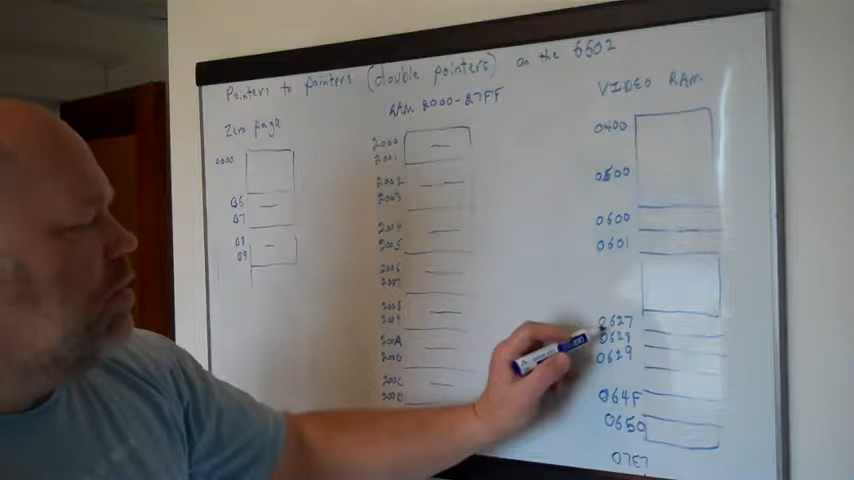 Pointers to pointers (double pointers) on the 6502
Zero page
0000
06
07
08
09
RAM 2000-27FF
2000
2001
2002
2003
2004
2005
2006
2007
2008
2009
200A
200B
200C
200D
VIDEO RAM
0400
0500
0600
0601
0627
0628
0629
064F
0650
07E7